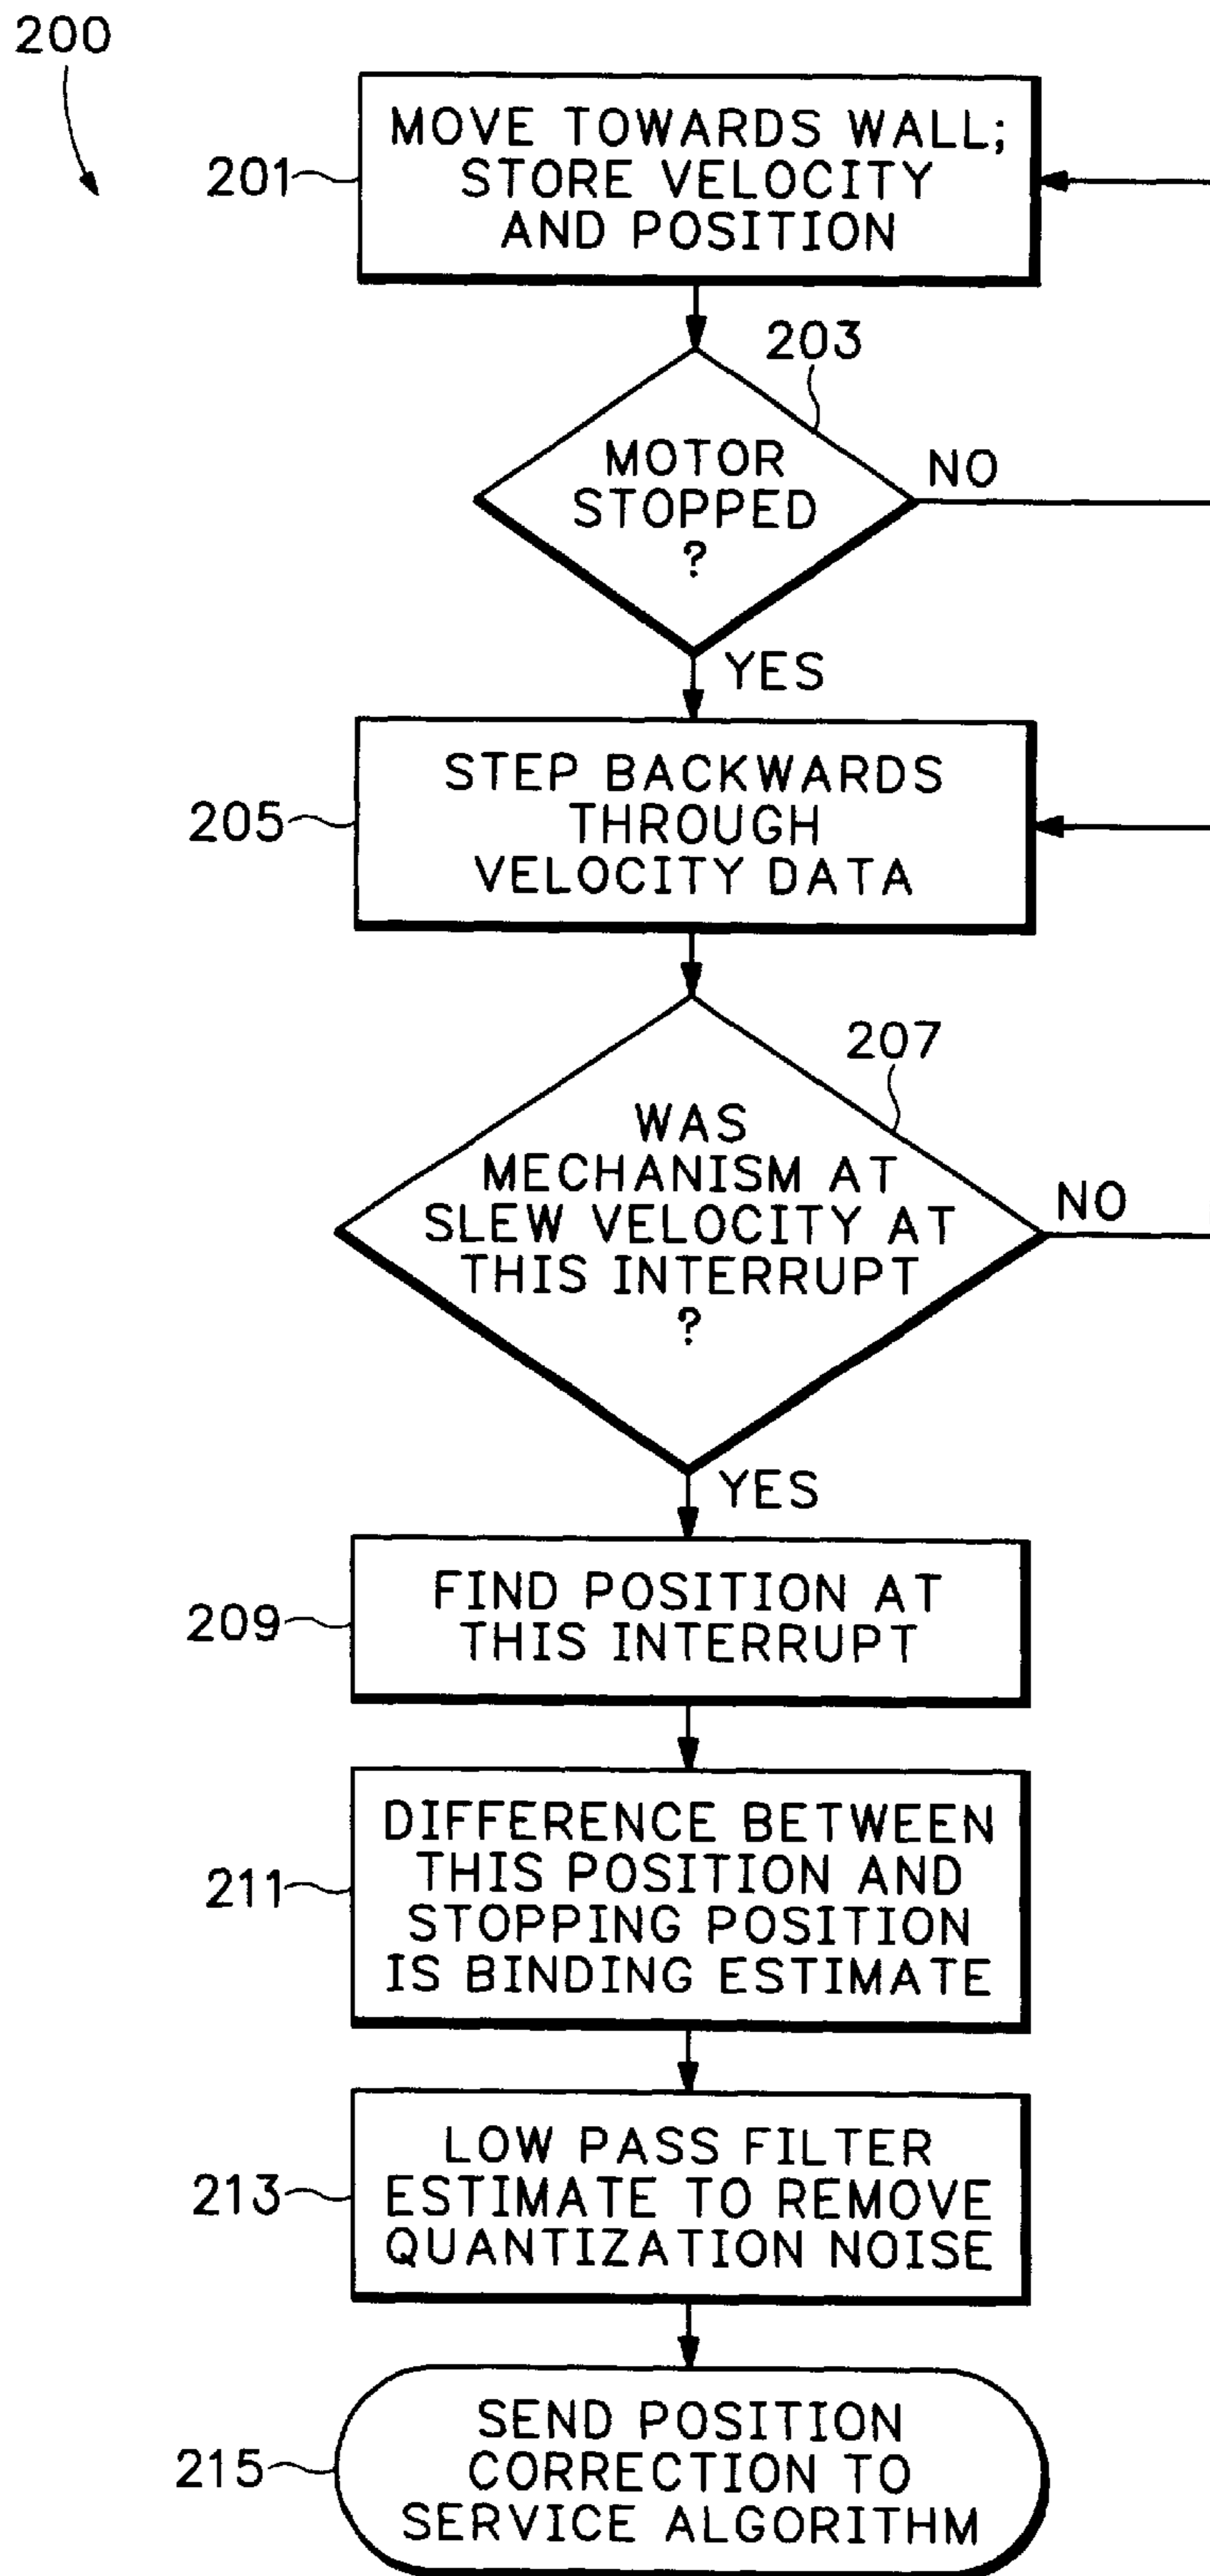 200
201
MOVE TOWARDS WALL;
STORE VELOCITY
AND POSITION
203
MOTOR
STOPPED
?
NO
YES
205
STEP BACKWARDS
THROUGH
VELOCITY DATA
207
WAS
MECHANISM AT
SLEW VELOCITY AT
THIS INTERRUPT
?
NO
YES
209
FIND POSITION AT
THIS INTERRUPT
211
DIFFERENCE BETWEEN
THIS POSITION AND
STOPPING POSITION
IS BINDING ESTIMATE
213
LOW PASS FILTER
ESTIMATE TO REMOVE
QUANTIZATION NOISE
215
SEND POSITION
CORRECTION TO
SERVICE ALGORITHM